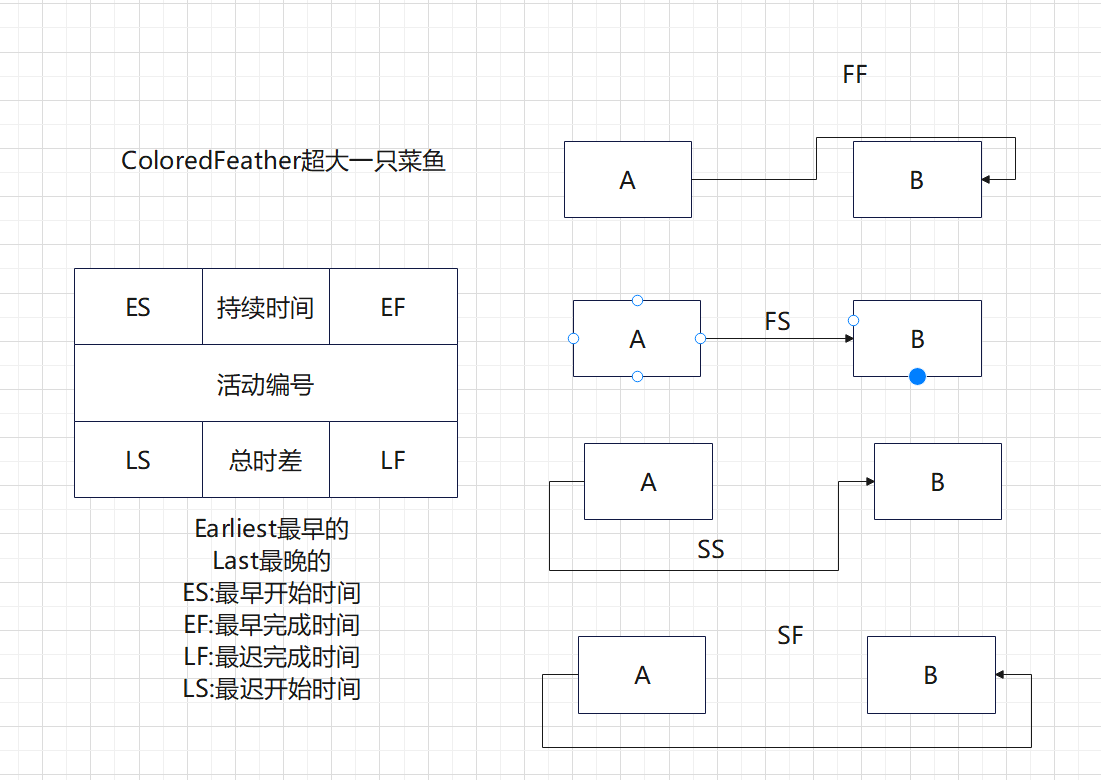 ColoredFeather超大一只菜鱼
ES 持续时间 EF
活动编号
LS 总时差 LF
Earliest最早的
Last最晚的
ES:最早开始时间
EF:最早完成时间
LF:最迟完成时间
LS:最迟开始时间
FF
A B
FS
A B
A B
SS
SF
A B